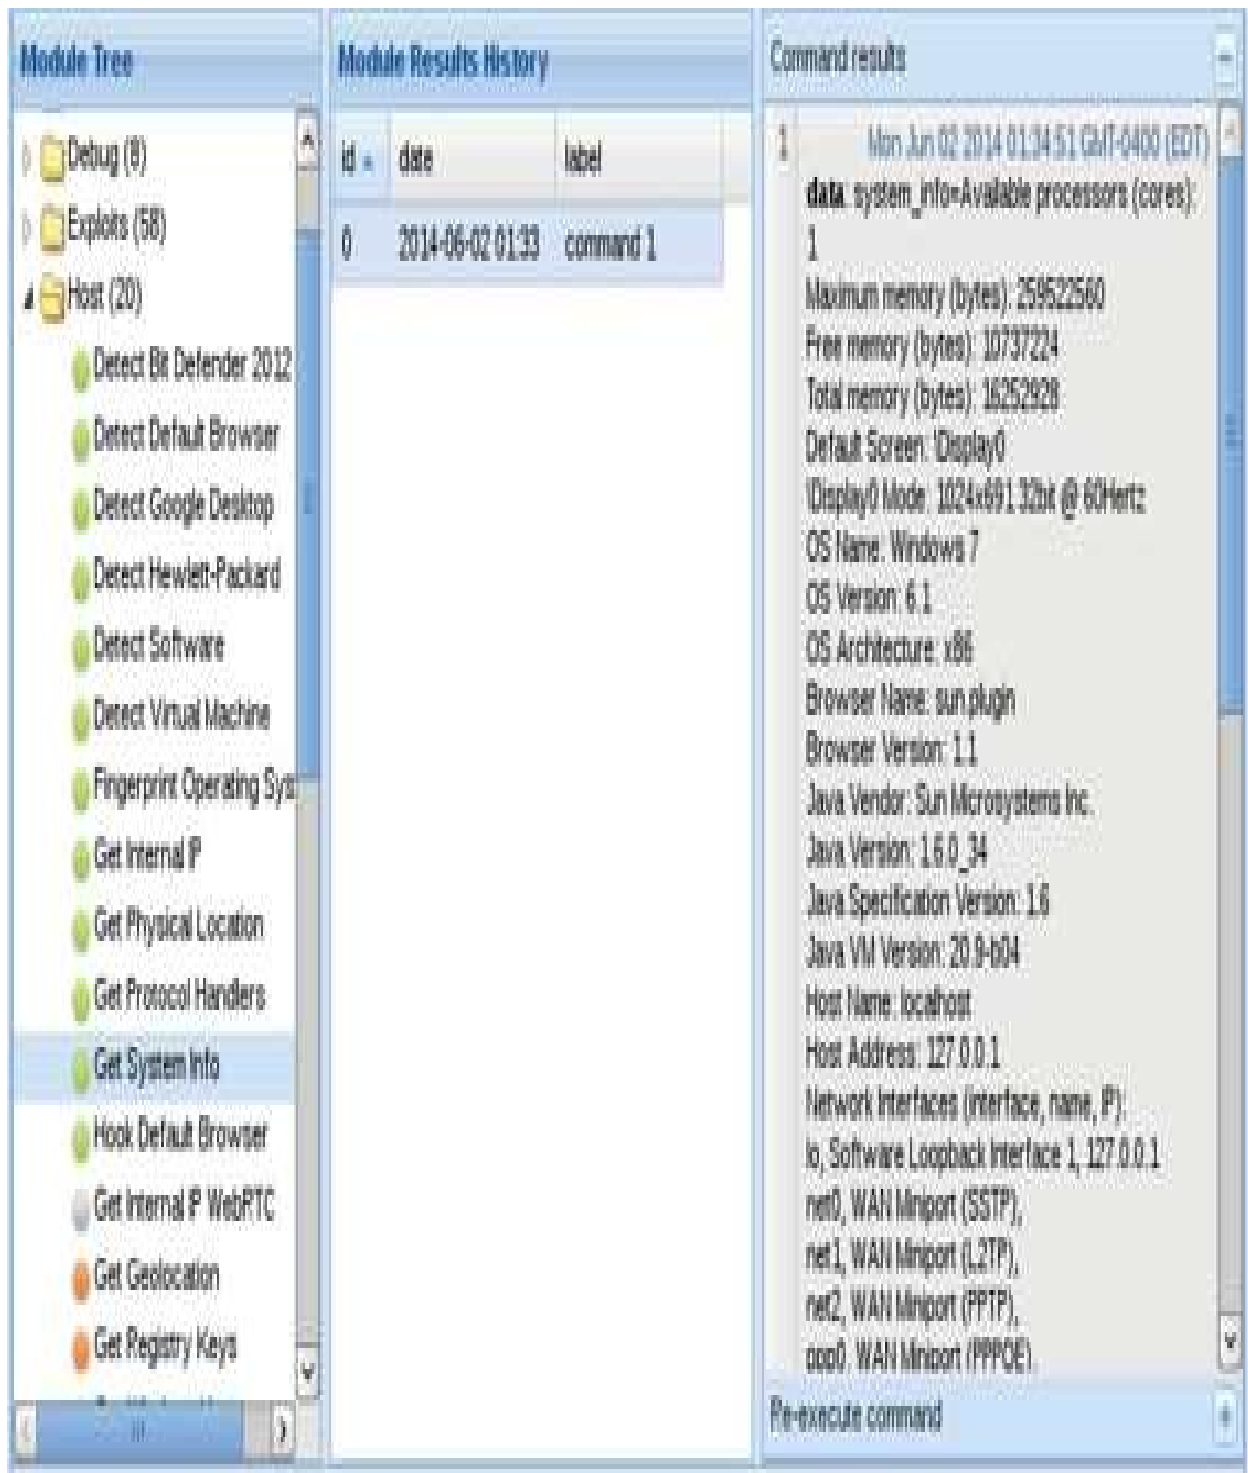 Module Tree
Debug (9)
Exploits (58)
Host (20)
Detect Bit Defender 2012
Detect Default Browser
Detect Google Desktop
Detect Hewlett-Packard
Detect Software
Detect Virtual Machine
Fingerprint Operating Sys
Get Internal IP
Get Physical Location
Get Protocol Handlers
Get System Info
Hook Default Browser
Get Internal IP WebRTC
Get Geolocation
Get Registry Keys
Module Results History
id date label
0 2014-06-02 01:33 command 1
Command results
1 Mon Jun 02 2014 01:34:51 GMT-0400 (EDT)
data: system_info=Available processors (cores):
1
Maximum memory (bytes): 259522560
Free memory (bytes): 10737224
Total memory (bytes): 16252928
Default Screen: \Display0
\Display0 Mode: 1024x691 32bit @ 60Hertz
OS Name: Windows 7
OS Version: 6.1
OS Architecture: x86
Browser Name: sun.plugin
Browser Version: 1.1
Java Vendor: Sun Microsystems Inc.
Java Version: 1.6.0_34
Java Specification Version: 1.6
Java VM Version: 20.9-b04
Host Name: localhost
Host Address: 127.0.0.1
Network Interfaces (interface, name, IP):
lo, Software Loopback Interface 1, 127.0.0.1
net0, WAN Miniport (SSTP),
net1, WAN Miniport (L2TP),
net2, WAN Miniport (PPTP),
ppp0, WAN Miniport (PPPOE),
Re-execute command